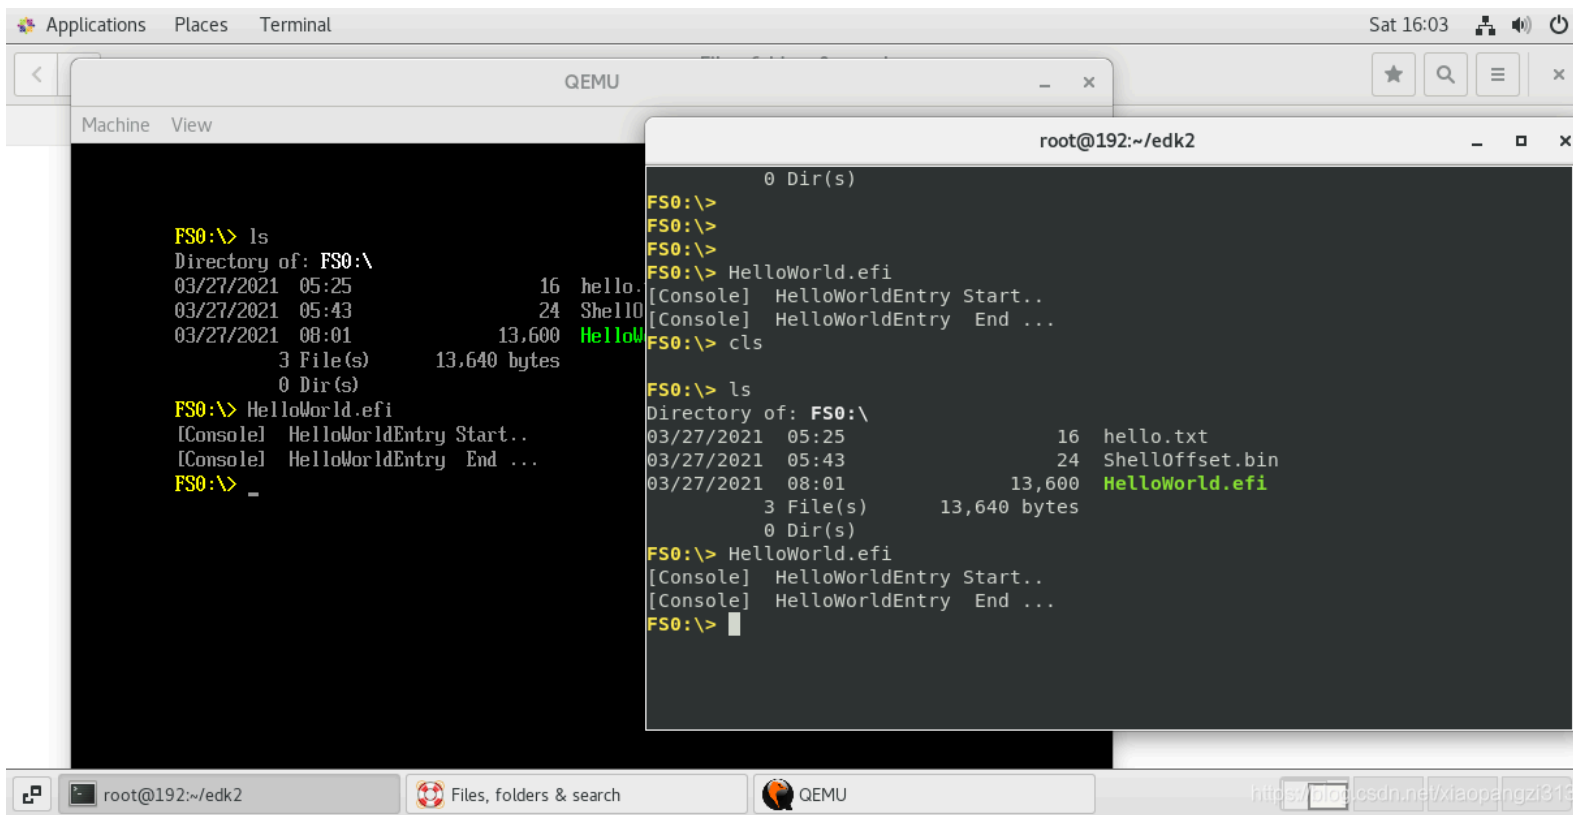 Applications Places Terminal Sat 16:03
QEMU
Machine View
FS0:\> ls
Directory of: FS0:\
03/27/2021 05:25 16 hello.
03/27/2021 05:43 24 ShellO
03/27/2021 08:01 13,600 HelloW
3 File(s) 13,640 bytes
0 Dir(s)
FS0:\> HelloWorld.efi
[Console] HelloWorldEntry Start..
[Console] HelloWorldEntry End ...
FS0:\> _
root@192:~/edk2
0 Dir(s)
FS0:\>
FS0:\>
FS0:\>
FS0:\> HelloWorld.efi
[Console] HelloWorldEntry Start..
[Console] HelloWorldEntry End ...
FS0:\> cls
FS0:\> ls
Directory of: FS0:\
03/27/2021 05:25 16 hello.txt
03/27/2021 05:43 24 ShellOffset.bin
03/27/2021 08:01 13,600 HelloWorld.efi
3 File(s) 13,640 bytes
0 Dir(s)
FS0:\> HelloWorld.efi
[Console] HelloWorldEntry Start..
[Console] HelloWorldEntry End ...
FS0:\>
root@192:~/edk2 Files, folders & search QEMU
https://blog.csdn.net/xiaopangzi313